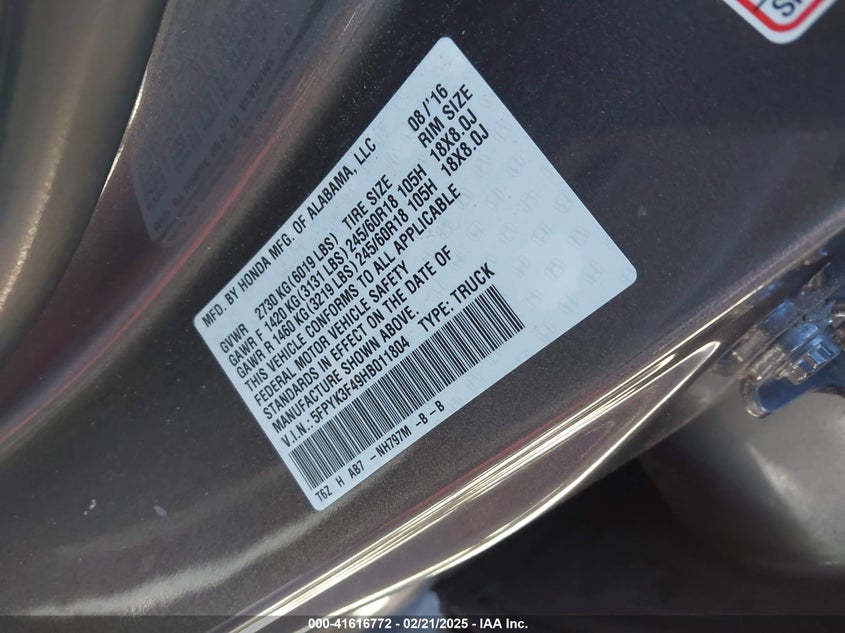 MFD. BY HONDA MFG. OF ALABAMA, LLC 08/'16
GVWR 2730 KG (6019 LBS) TIRE SIZE RIM SIZE
GAWR F 1420 KG (3131 LBS) 245/60R18 105H 18X8.0J
GAWR R 1460 KG (3219 LBS) 245/60R18 105H 18X8.0J
THIS VEHICLE CONFORMS TO ALL APPLICABLE
FEDERAL MOTOR VEHICLE SAFETY
STANDARDS IN EFFECT ON THE DATE OF
MANUFACTURE SHOWN ABOVE.
V.I.N.: 5FPYK3F49HB011804 TYPE: TRUCK
T6Z H AB7 - NH797M -B-B
000-41616772 - 02/21/2025 - IAA Inc.